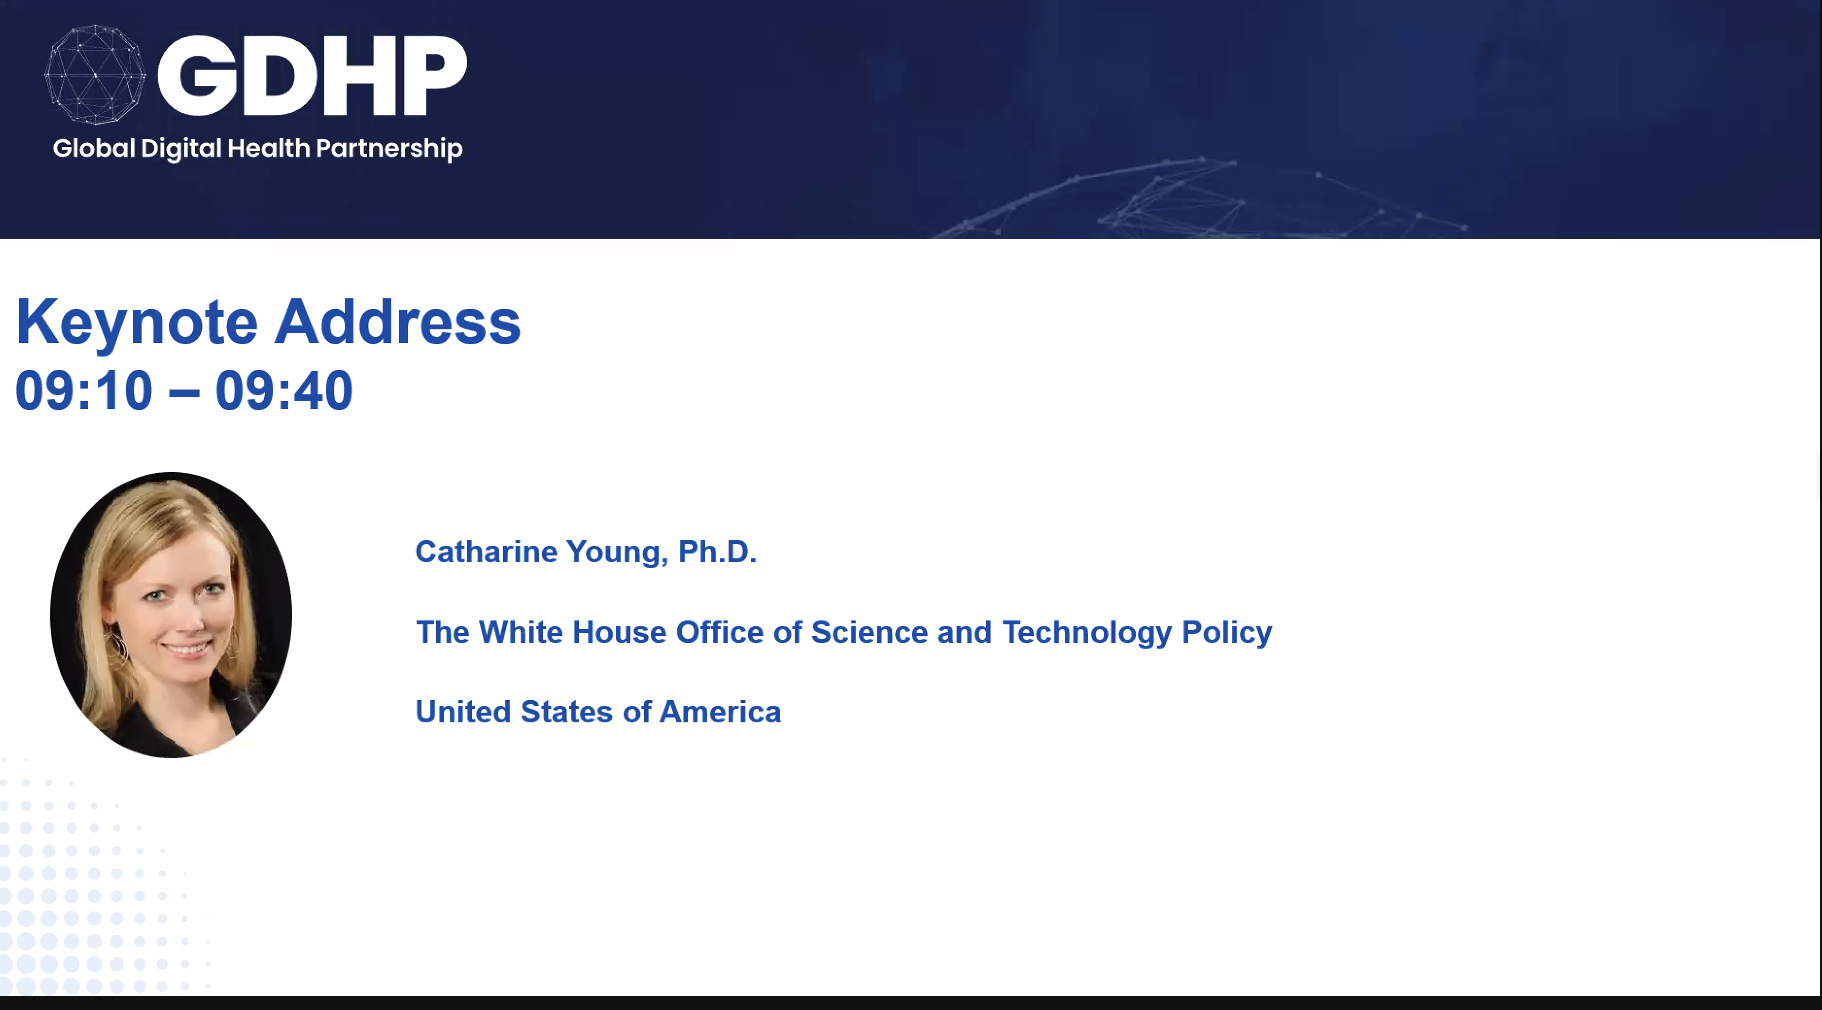 GDHP
Global Digital Health Partnership
Keynote Address
09:10 – 09:40
Catharine Young, Ph.D.
The White House Office of Science and Technology Policy
United States of America